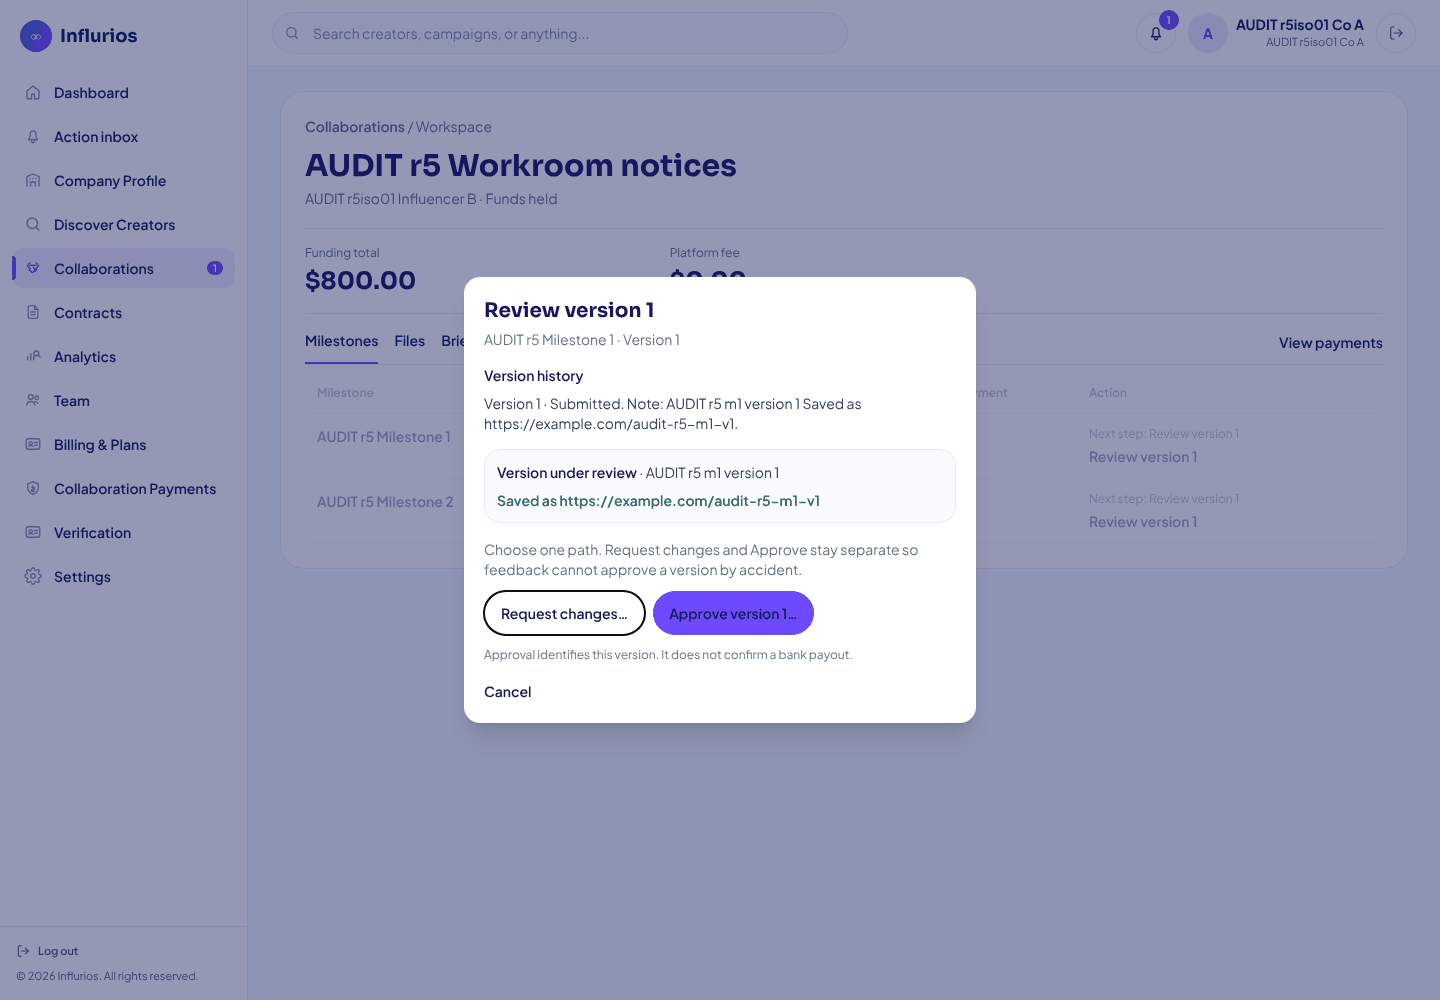 Influrios
Search creators, campaigns, or anything...
1
A
AUDIT r5iso01 Co A
AUDIT r5iso01 Co A
Dashboard
Action inbox
Company Profile
Discover Creators
Collaborations
1
Contracts
Analytics
Team
Billing & Plans
Collaboration Payments
Verification
Settings
Log out
© 2026 Influrios. All rights reserved.
Collaborations / Workspace
AUDIT r5 Workroom notices
AUDIT r5iso01 Influencer B · Funds held
Funding total
Platform fee
$800.00
$0.00
Milestones
Files
View payments
Milestone
Action
AUDIT r5 Milestone 1
Next step: Review version 1
Review version 1
AUDIT r5 Milestone 2
Next step: Review version 1
Review version 1
Review version 1
AUDIT r5 Milestone 1 · Version 1
Version history
Version 1 · Submitted. Note: AUDIT r5 m1 version 1 Saved as
https://example.com/audit-r5-m1-v1.
Version under review · AUDIT r5 m1 version 1
Saved as https://example.com/audit-r5-m1-v1
Choose one path. Request changes and Approve stay separate so
feedback cannot approve a version by accident.
Request changes…
Approve version 1…
Approval identifies this version. It does not confirm a bank payout.
Cancel